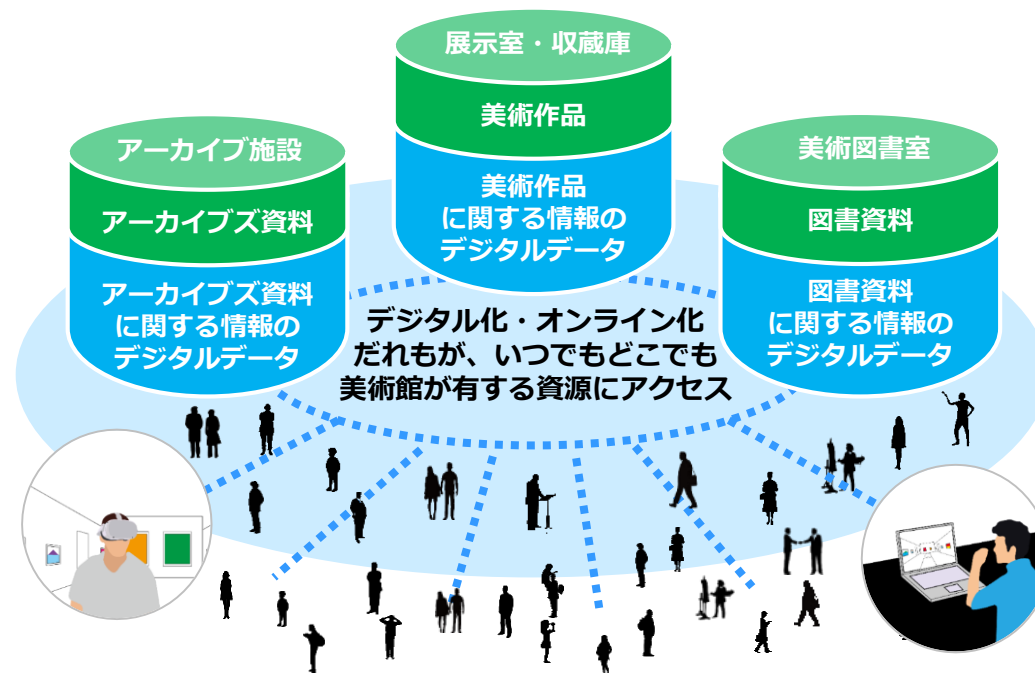 展示室・収蔵庫
美術作品
美術作品
に関する情報の
デジタルデータ
アーカイブ施設
アーカイブズ資料
アーカイブズ資料
に関する情報の
デジタルデータ
美術図書室
図書資料
図書資料
に関する情報の
デジタルデータ
デジタル化・オンライン化
だれもが、いつでもどこでも
美術館が有する資源にアクセス